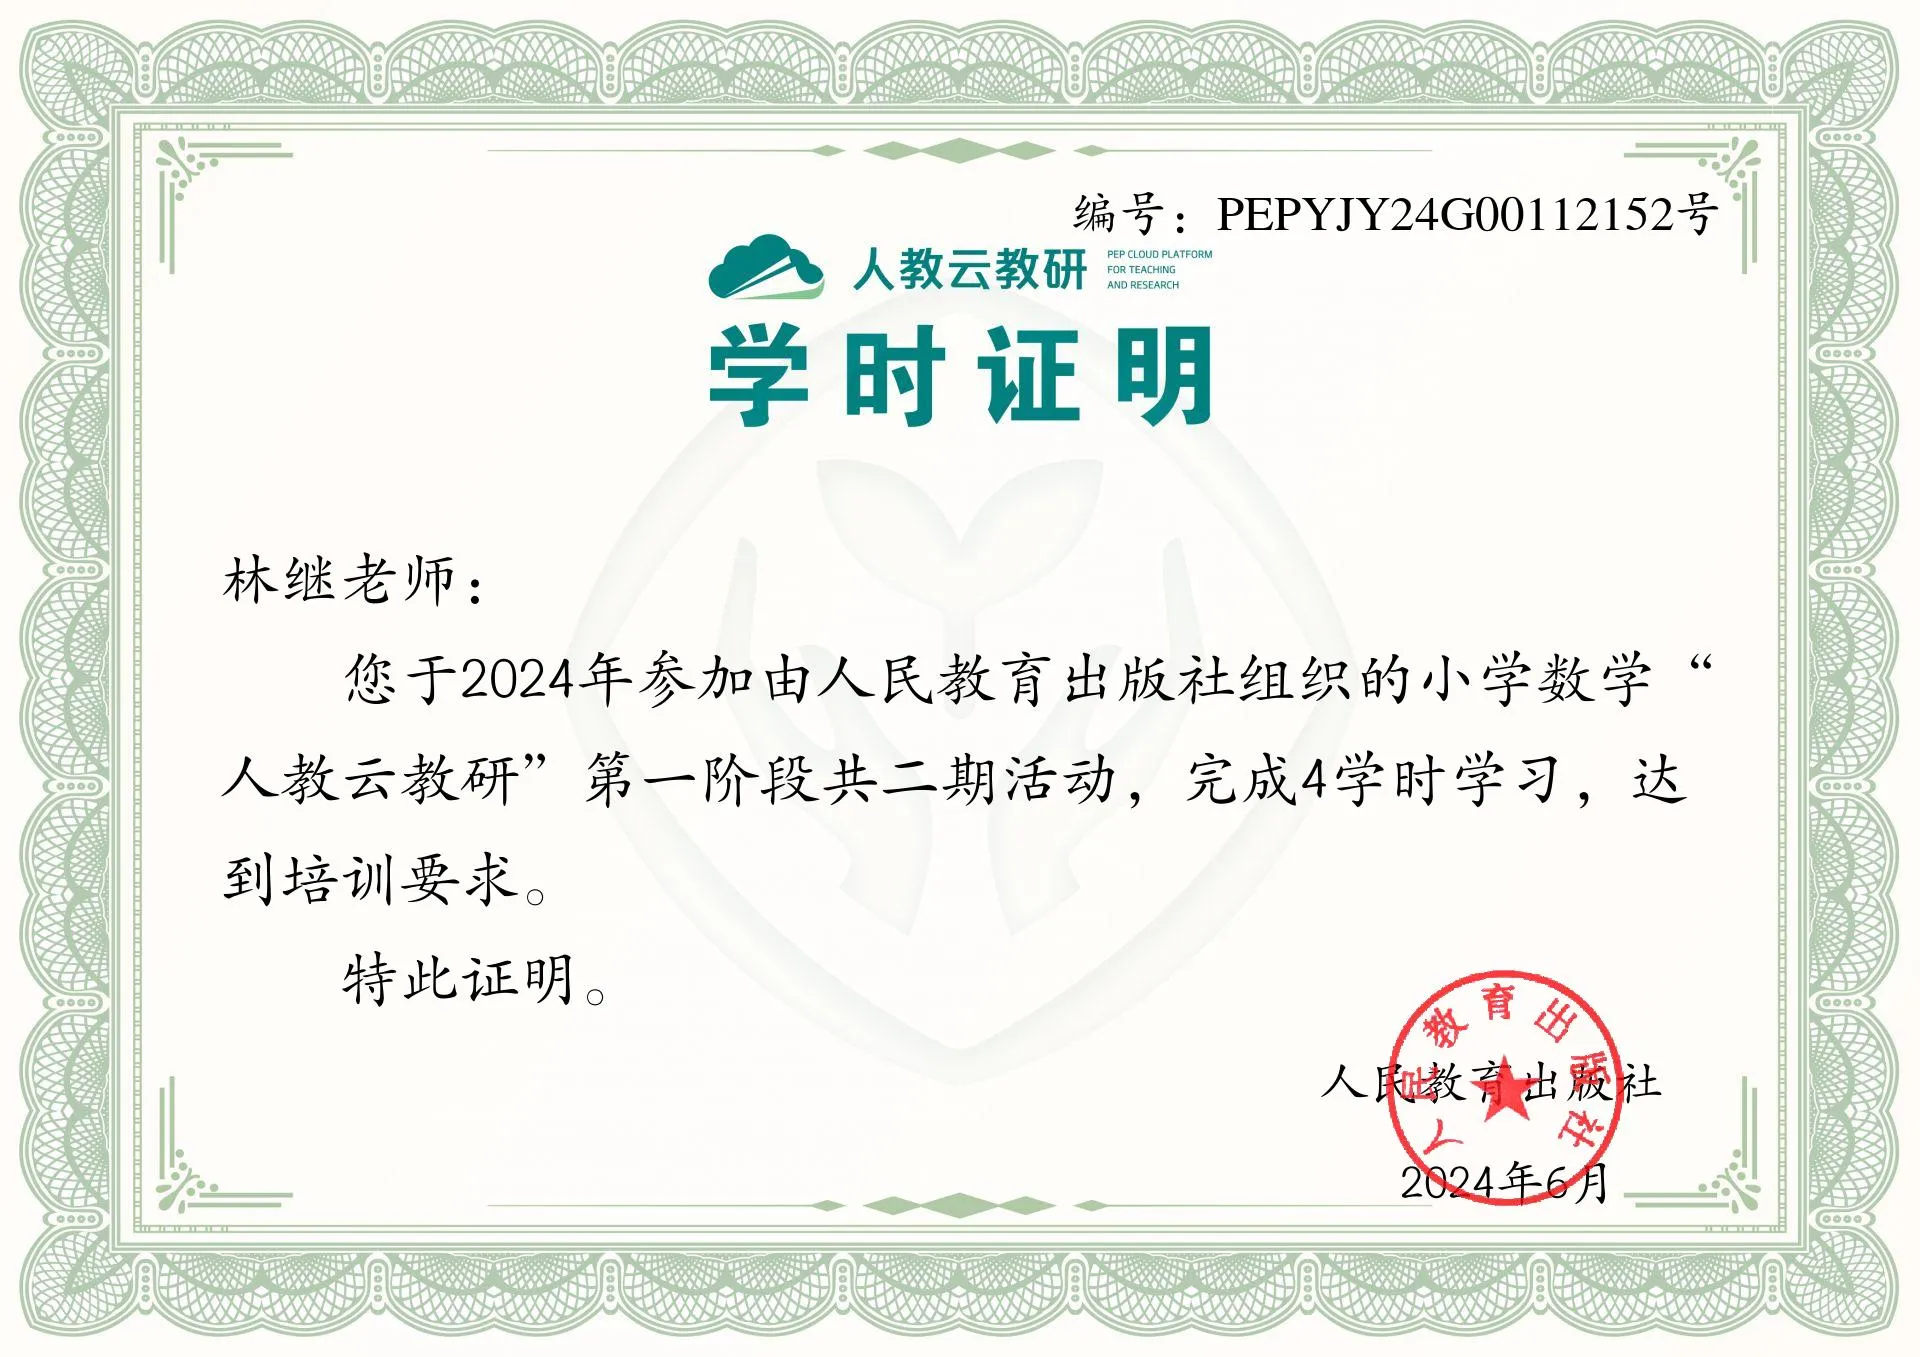 编号：PEPYJY24G00112152号
人教云教研
PEP CLOUD PLATFORM
FOR TEACHING
AND RESEARCH
学时证明
林继老师：
您于2024年参加由人民教育出版社组织的小学数学“
人教云教研”第一阶段共二期活动，完成4学时学习，达
到培训要求。
特此证明。
人民教育出版社
人民教育出版社
2024年6月